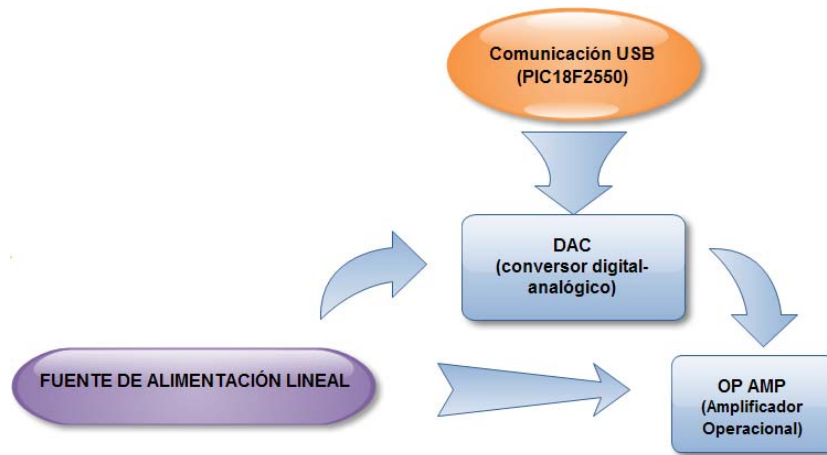 Comunicación USB
(PIC18F2550)
DAC
(conversor digital-
analógico)
FUENTE DE ALIMENTACIÓN LINEAL
OP AMP
(Amplificador
Operacional)